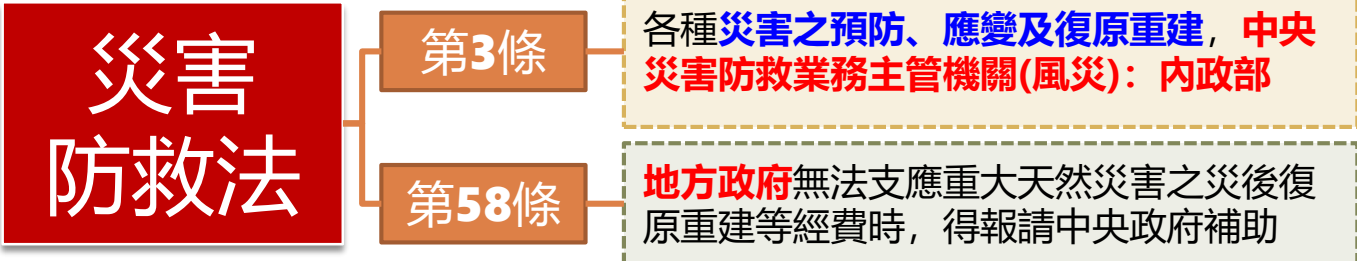 災害
防救法
第3條
各種災害之預防、應變及復原重建，中央
災害防救業務主管機關(風災)：內政部
第58條
地方政府無法支應重大天然災害之災後復
原重建等經費時，得報請中央政府補助